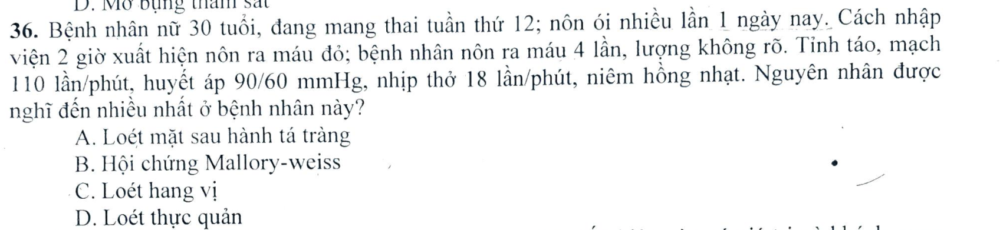 D. Mổ bụng thám sát
36. Bệnh nhân nữ 30 tuổi, đang mang thai tuần thứ 12; nôn ói nhiều lần 1 ngày nay. Cách nhập
viện 2 giờ xuất hiện nôn ra máu đỏ; bệnh nhân nôn ra máu 4 lần, lượng không rõ. Tỉnh táo, mạch
110 lần/phút, huyết áp 90/60 mmHg, nhịp thở 18 lần/phút, niêm hồng nhạt. Nguyên nhân được
nghĩ đến nhiều nhất ở bệnh nhân này?
A. Loét mặt sau hành tá tràng
B. Hội chứng Mallory-weiss
C. Loét hang vị
D. Loét thực quản